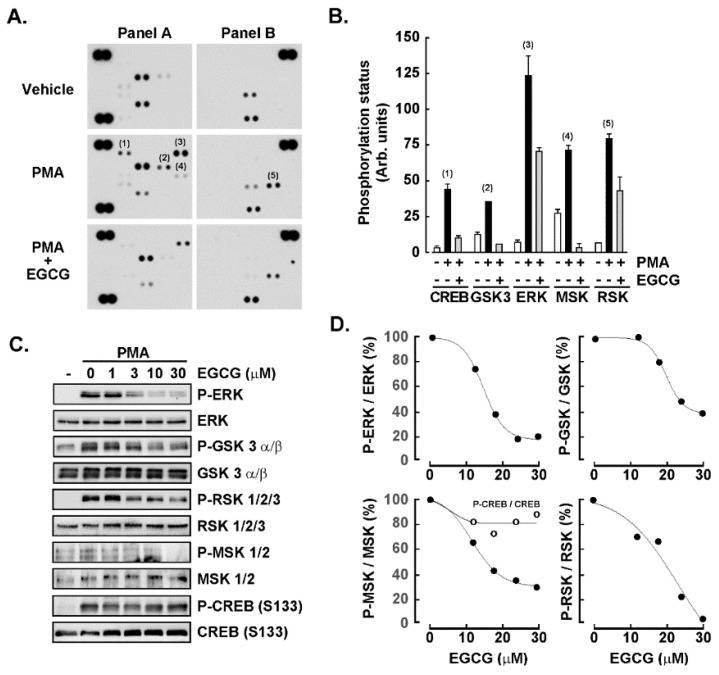 A.
Panel A Panel B
Vehicle
(1) (2) (3) (4) (5)
PMA
PMA
+
EGCG
B.
Phosphorylation status
(Arb. units)
150
125
100
75
50
25
0
(1) (2) (3) (4) (5)
- + + - + + - + + - + + - + + PMA
- - + - - + - - + - - + - - + EGCG
CREB GSK3 ERK MSK RSK
C.
PMA
- 0 1 3 10 30 EGCG (μM)
P-ERK
ERK
P-GSK 3 α/β
GSK 3 α/β
P-RSK 1/2/3
RSK 1/2/3
P-MSK 1/2
MSK 1/2
P-CREB (S133)
CREB (S133)
D.
P-ERK / ERK (%)
100
80
60
40
20
0
0 10 20 30
P-GSK / GSK (%)
100
80
60
40
20
0
0 10 20 30
P-MSK / MSK (%)
100
80
60
40
20
0
P-CREB / CREB
0 10 20 30
EGCG (μM)
P-RSK / RSK (%)
100
80
60
40
20
0
0 10 20 30
EGCG (μM)